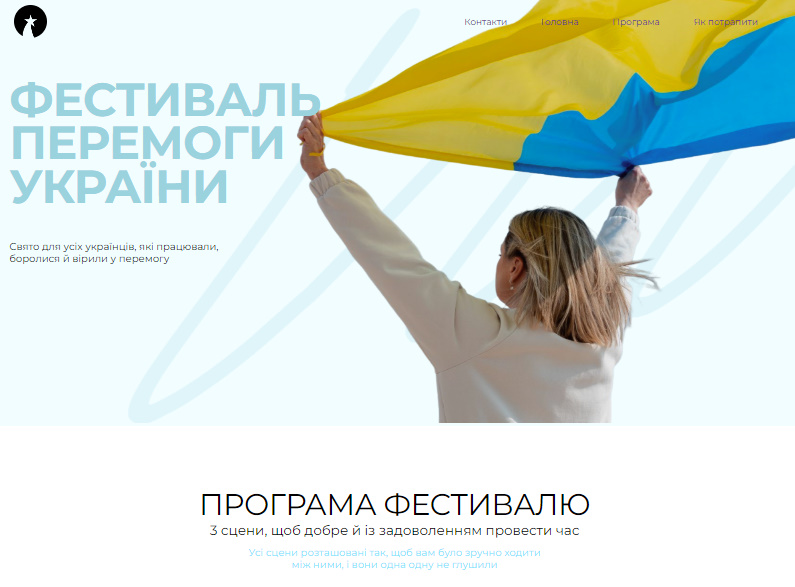 Контакти Головна Програма Як потрапити
ФЕСТИВАЛЬ
ПЕРЕМОГИ
УКРАЇНИ
Свято для усіх українців, які працювали,
боролися й вірили у перемогу
ПРОГРАМА ФЕСТИВАЛЮ
3 сцени, щоб добре й із задоволенням провести час
Усі сцени розташовані так, щоб вам було зручно ходити
між ними, і вони одна одну не глушили